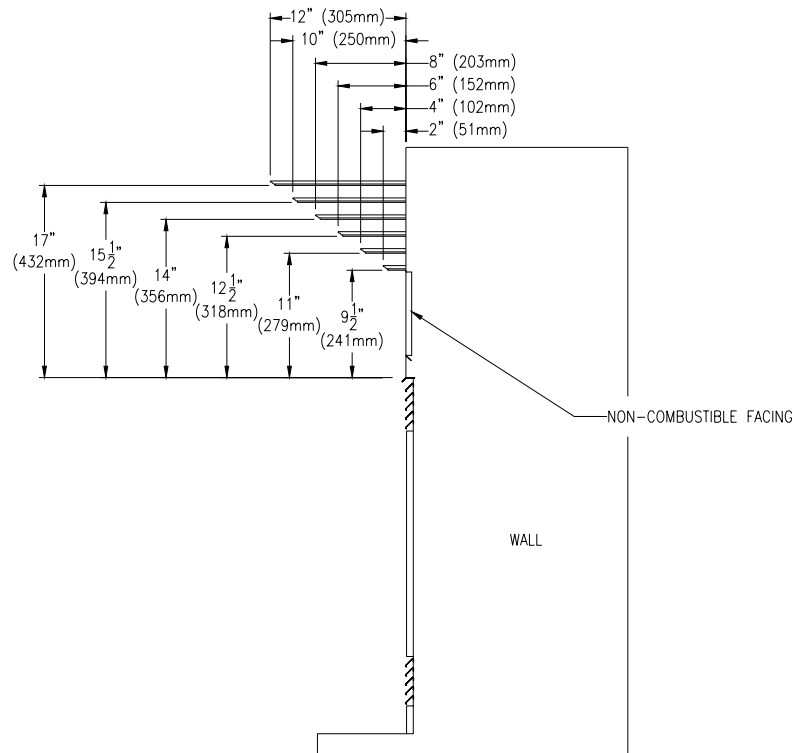 12” (305mm)
10” (250mm)
8” (203mm)
6” (152mm)
4” (102mm)
2” (51mm)
17”
(432mm)
15 1/2”
(394mm)
14”
(356mm)
12 1/2”
(318mm)
11”
(279mm)
9 1/2”
(241mm)
NON-COMBUSTIBLE FACING
WALL